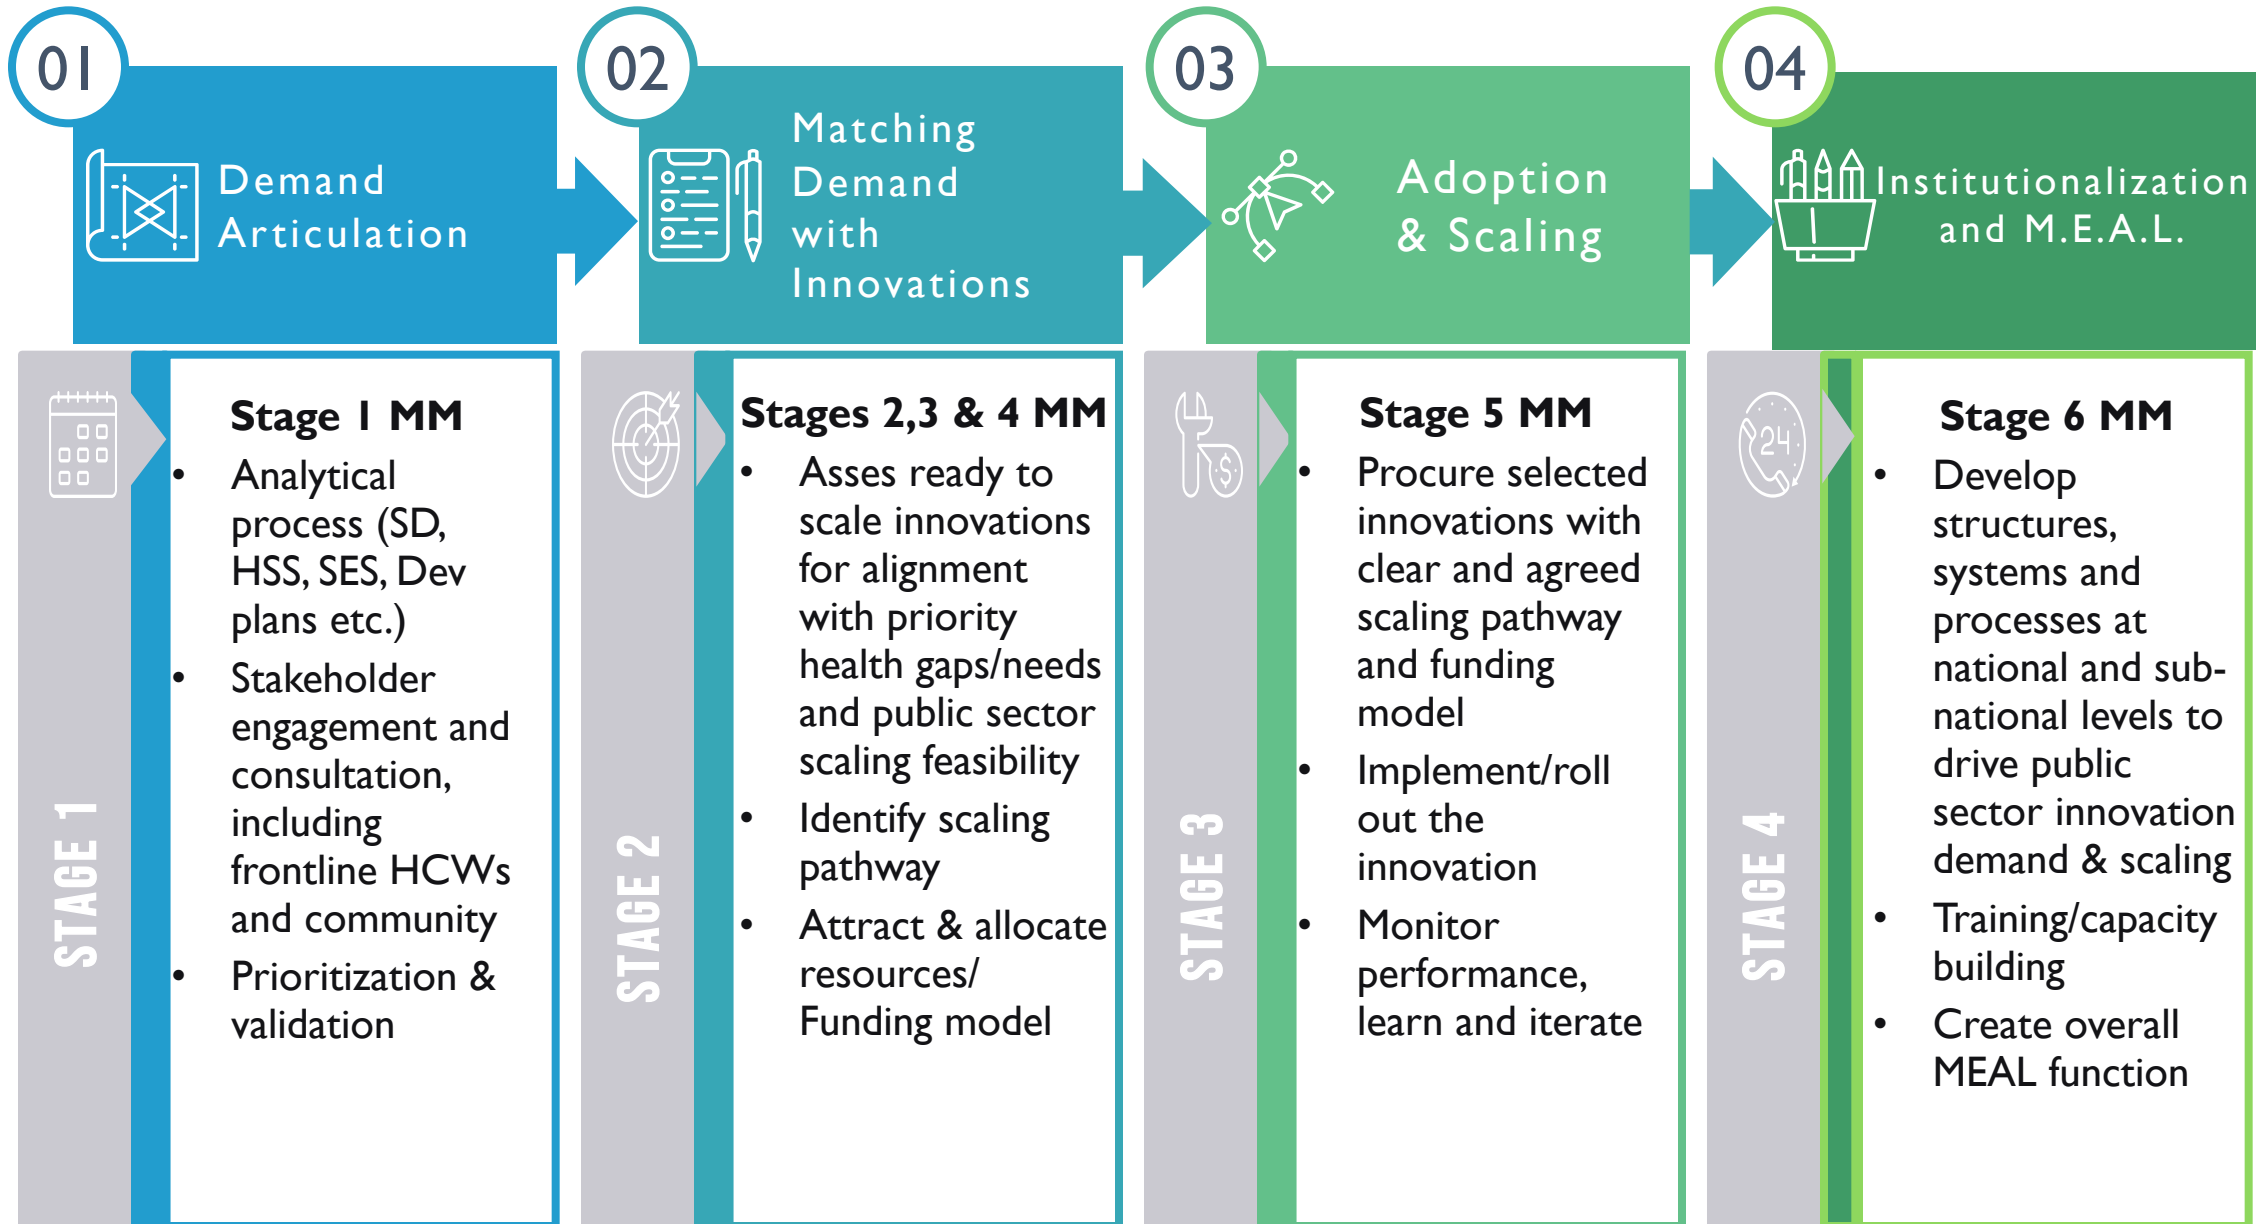 01
Demand
Articulation
02
Matching
Demand
with
Innovations
03
Adoption
& Scaling
04
Institutionalization
and M.E.A.L.
STAGE 1
Stage 1 MM
• Analytical
process (SD,
HSS, SES, Dev
plans etc.)
• Stakeholder
engagement and
consultation,
including
frontline HCWs
and community
• Prioritization &
validation
STAGE 2
Stages 2,3 & 4 MM
• Asses ready to
scale innovations
for alignment
with priority
health gaps/needs
and public sector
scaling feasibility
• Identify scaling
pathway
• Attract & allocate
resources/
Funding model
$
STAGE 3
Stage 5 MM
• Procure selected
innovations with
clear and agreed
scaling pathway
and funding
model
• Implement/roll
out the
innovation
• Monitor
performance,
learn and iterate
24
STAGE 4
Stage 6 MM
• Develop
structures,
systems and
processes at
national and sub-
national levels to
drive public
sector innovation
demand & scaling
• Training/capacity
building
• Create overall
MEAL function